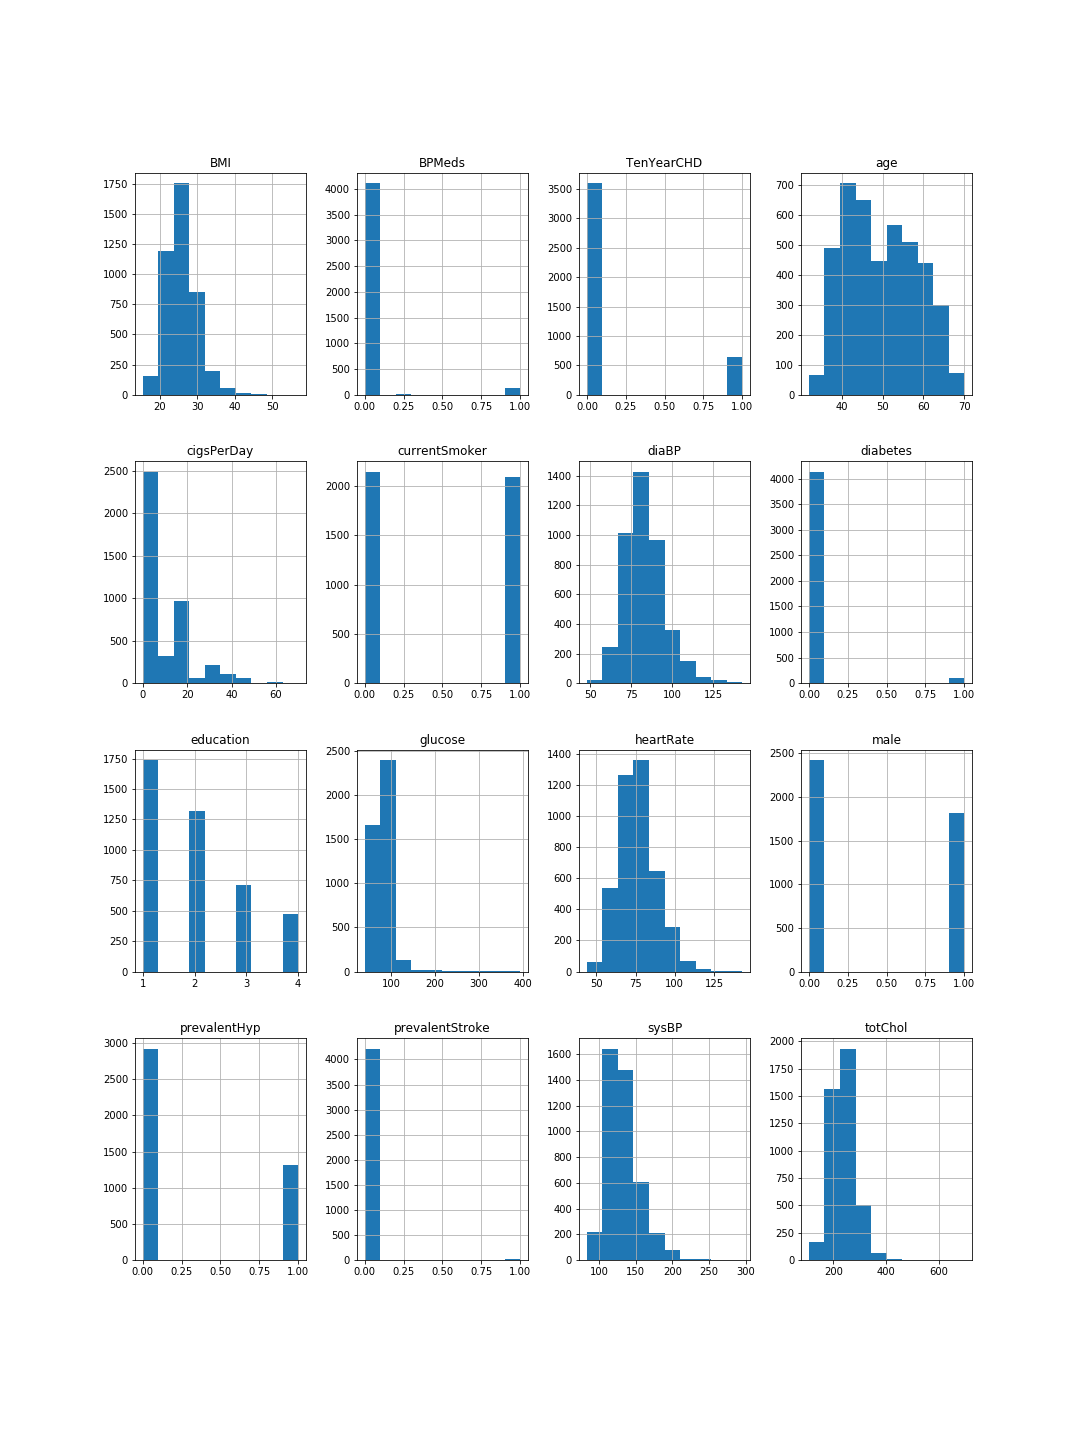 BMI BPMeds TenYearCHD age
1750 4000 3500 700
1500 3500 3000 600
1250 3000 2500 500
1000 2500 2000 400
750 2000 1500 300
500 1500 1000 200
250 1000 500 100
0 500 0 0
0
20 30 40 50 0.00 0.25 0.50 0.75 1.00 0.00 0.25 0.50 0.75 1.00 40 50 60 70
cigsPerDay currentSmoker diaBP diabetes
2500 2000 1400 4000
2000 1500 1200 3500
1500 1000 1000 3000
1000 500 800 2500
500 0 600 2000
0 400 1500
200 1000
0 500
0
0 20 40 60 0.00 0.25 0.50 0.75 1.00 50 75 100 125 0.00 0.25 0.50 0.75 1.00
education glucose heartRate male
1750 2500 1400 2500
1500 2000 1200 2000
1250 1500 1000 1500
1000 1000 800 1000
750 500 600 500
500 0 400 0
250 200
0 0
1 2 3 4 100 200 300 400 50 75 100 125 0.00 0.25 0.50 0.75 1.00
prevalentHyp prevalentStroke sysBP totChol
3000 4000 1600 2000
2500 3500 1400 1750
2000 3000 1200 1500
1500 2500 1000 1250
1000 2000 800 1000
500 1500 600 750
0 1000 400 500
500 200 250
0 0 0
0.00 0.25 0.50 0.75 1.00 0.00 0.25 0.50 0.75 1.00 100 150 200 250 300 200 400 600